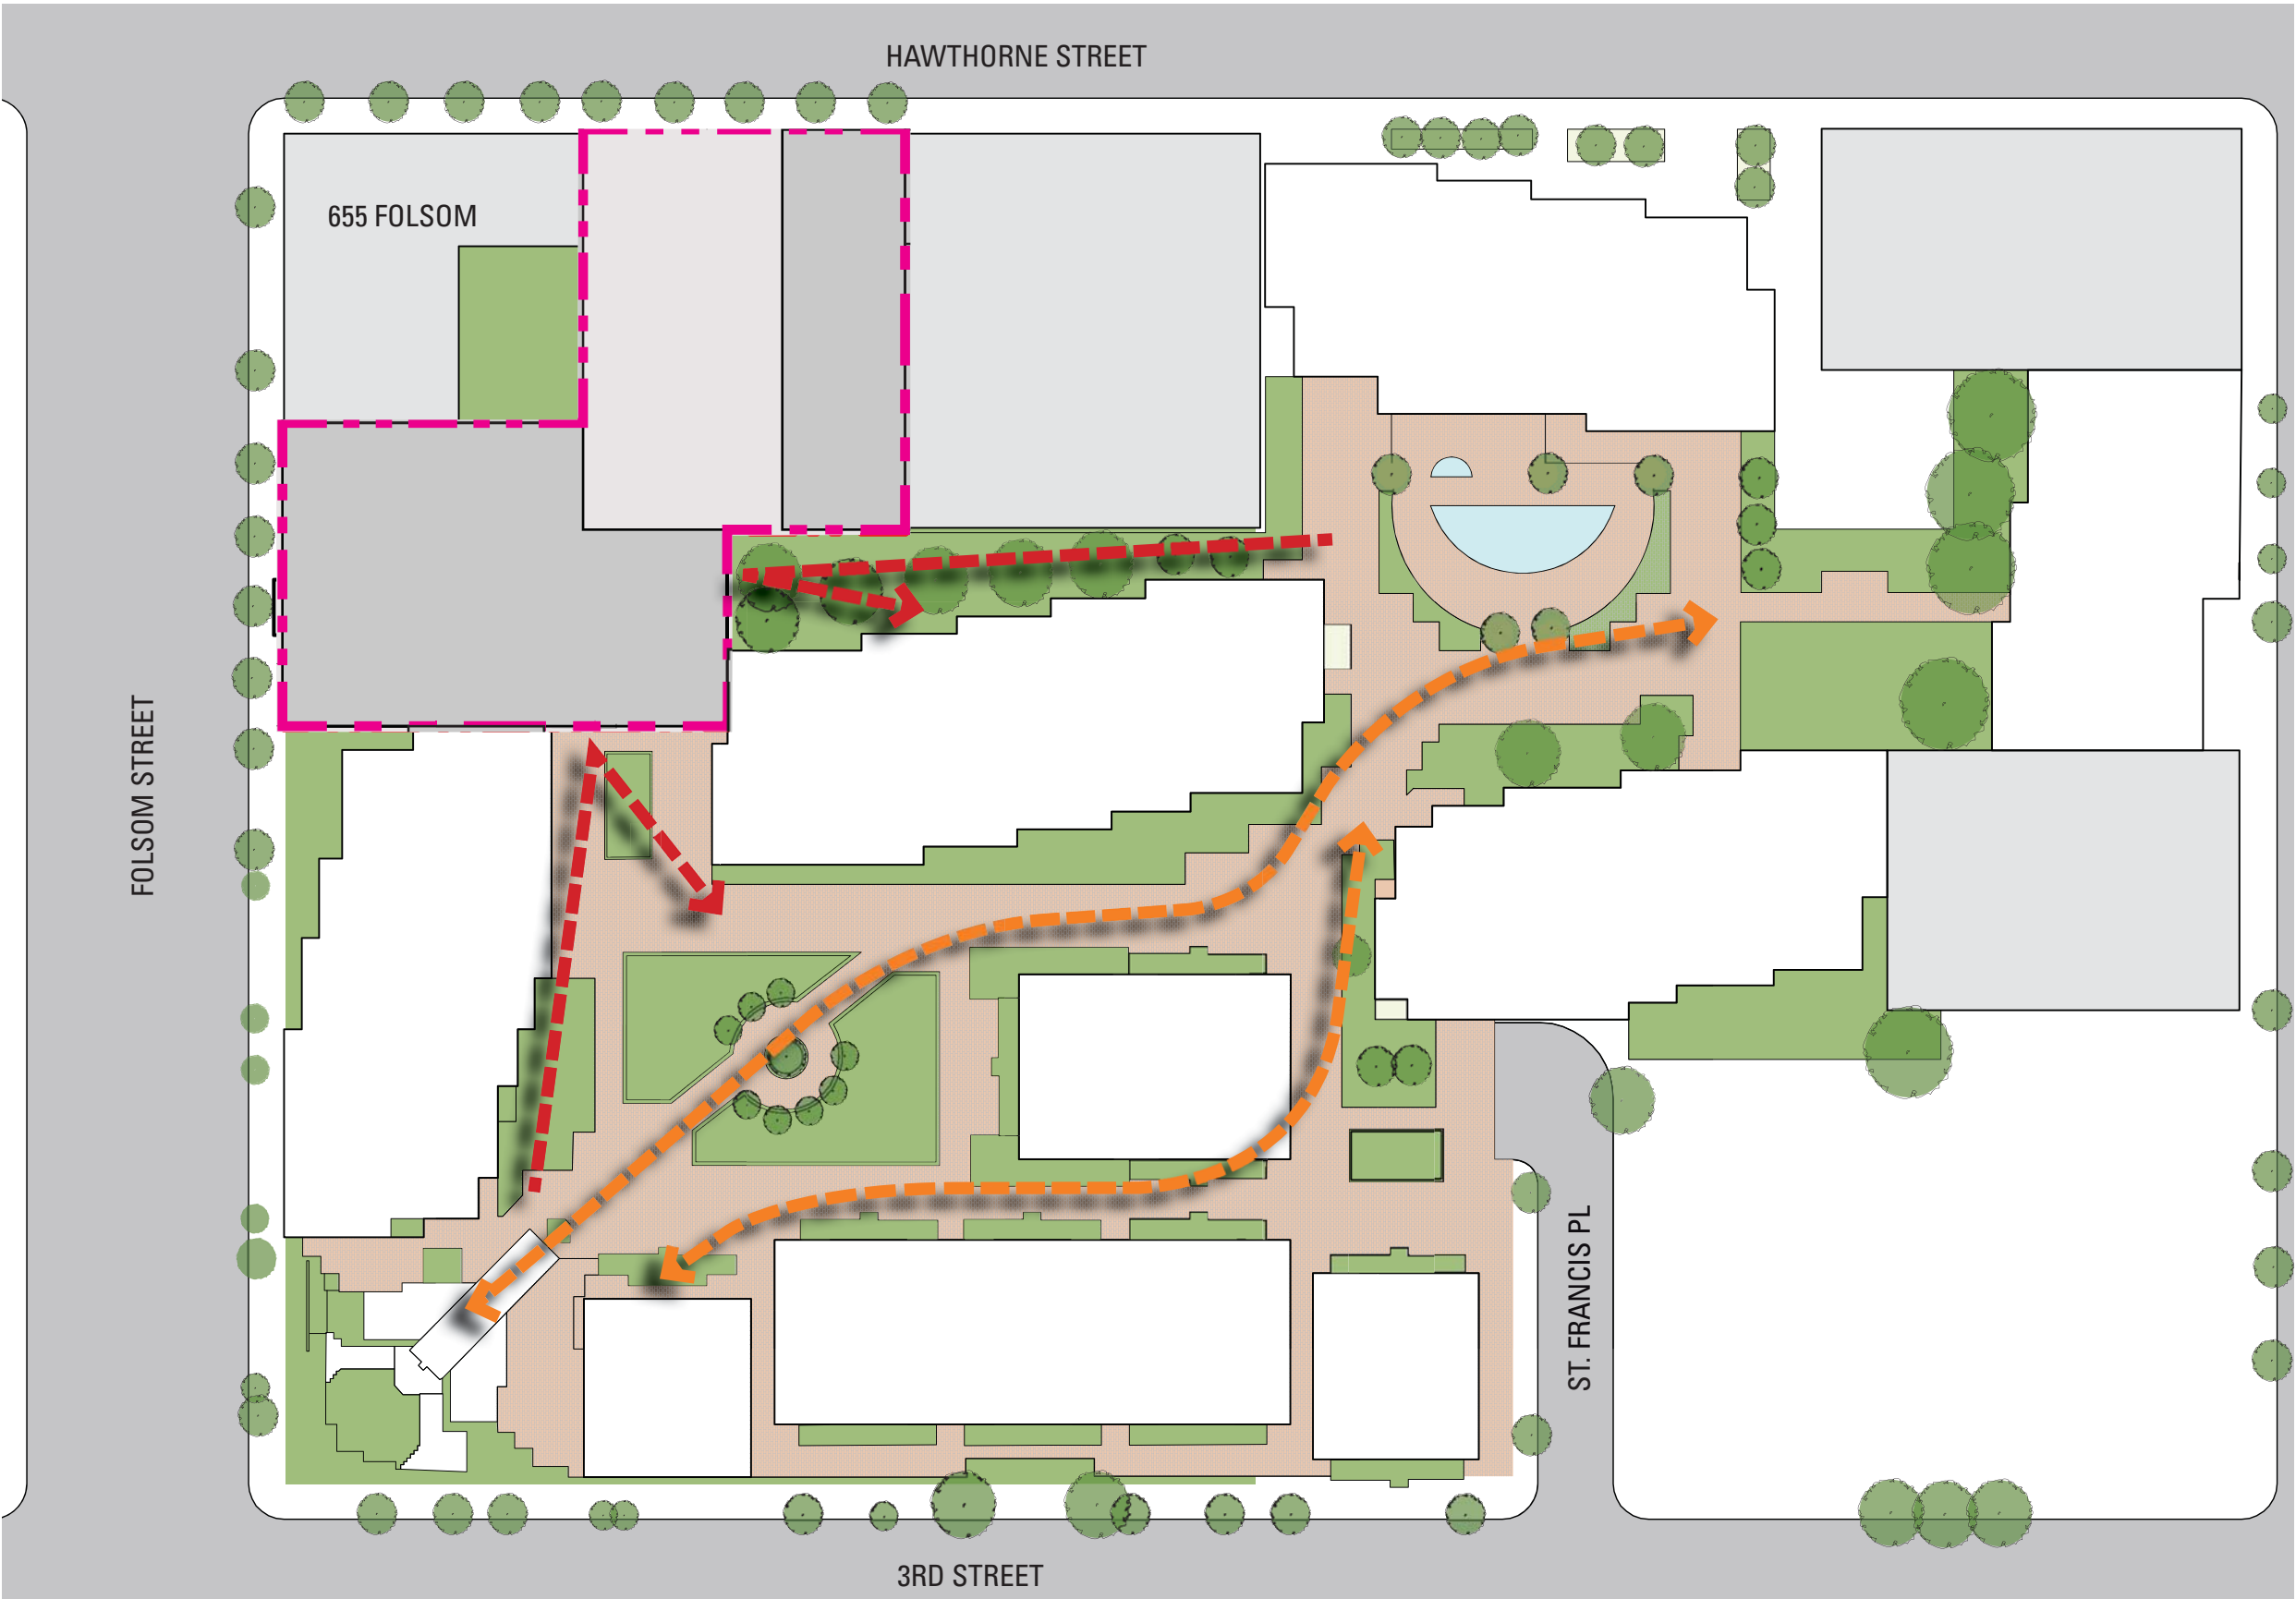 HAWTHORNE STREET
655 FOLSOM
FOLSOM STREET
ST. FRANCIS PL
3RD STREET